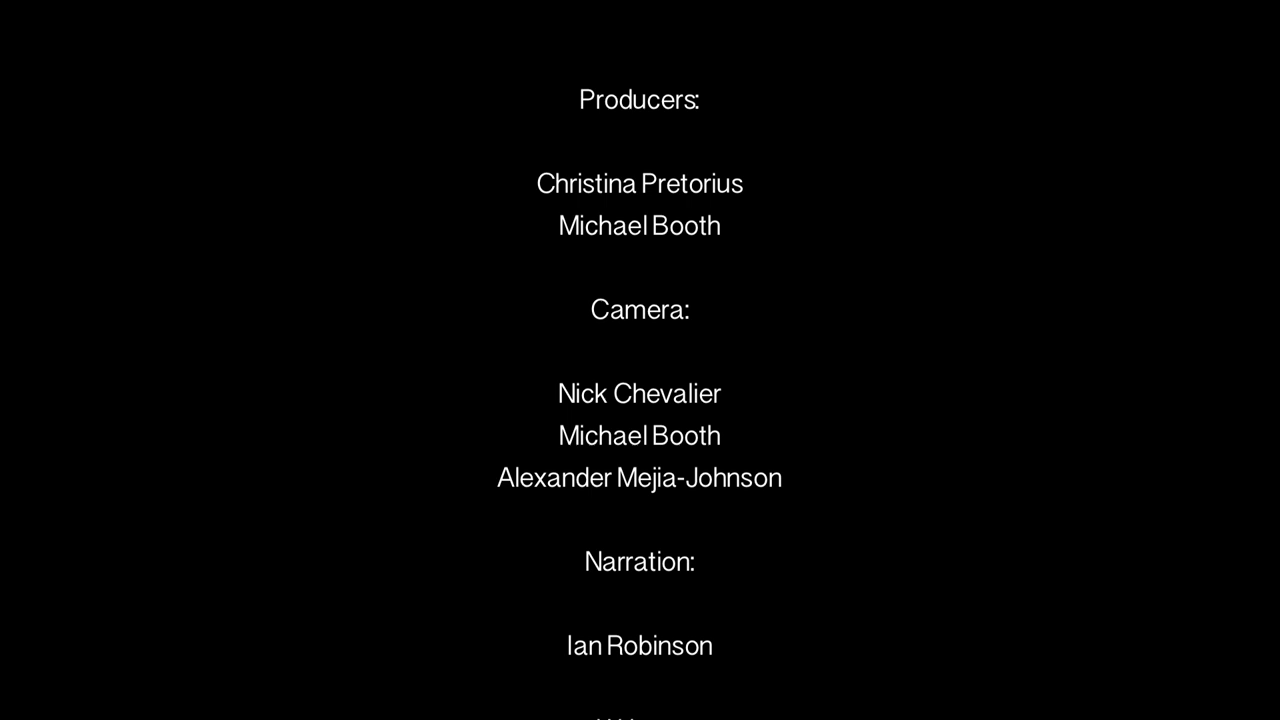 Producers:
Christina Pretorius
Michael Booth
Camera:
Nick Chevalier
Michael Booth
Alexander Mejia-Johnson
Narration:
Ian Robinson